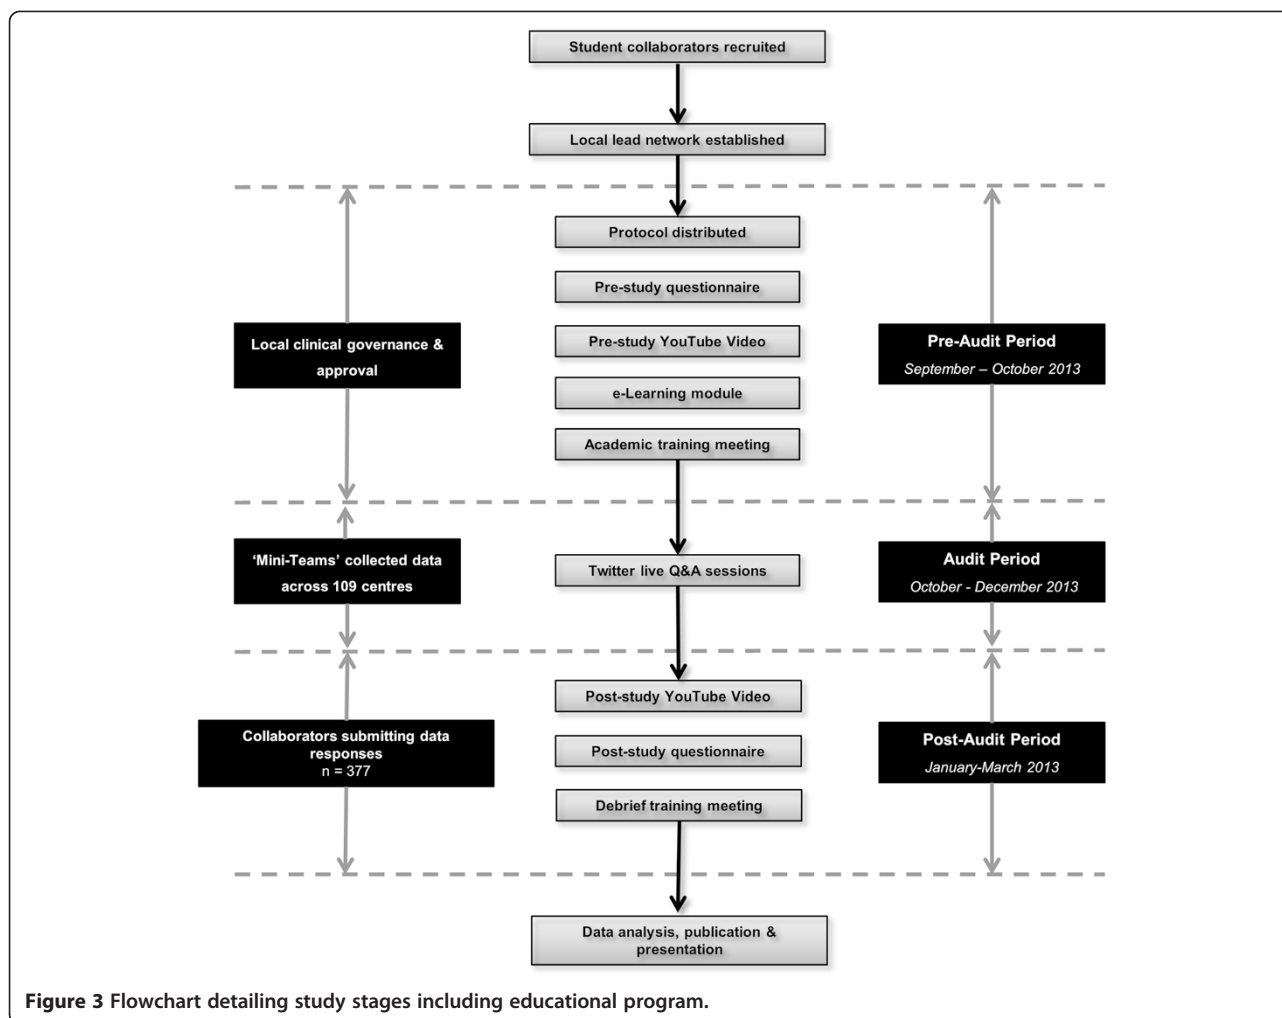 Student collaborators recruited
Local lead network established
Protocol distributed
Pre-study questionnaire
Local clinical governance &
approval
Pre-study YouTube Video
Pre-Audit Period
September – October 2013
e-Learning module
Academic training meeting
‘Mini-Teams’ collected data
across 109 centres
Twitter live Q&A sessions
Audit Period
October - December 2013
Post-study YouTube Video
Collaborators submitting data
responses
n = 377
Post-study questionnaire
Post-Audit Period
January-March 2013
Debrief training meeting
Data analysis, publication &
presentation
Figure 3 Flowchart detailing study stages including educational program.